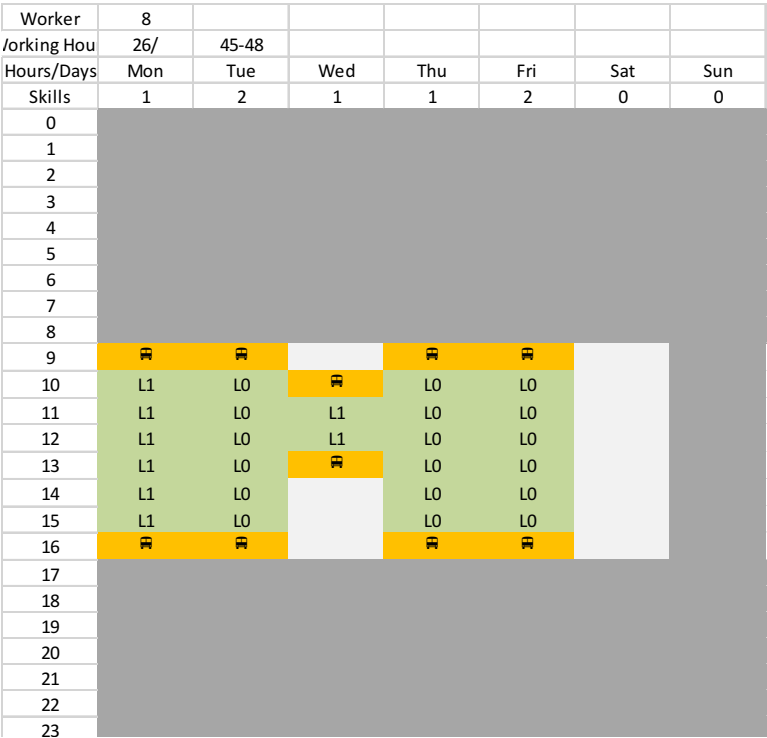 Worker 8
/orking Hou 26/ 45-48
Hours/Days Mon Tue Wed Thu Fri Sat Sun
Skills 1 2 1 1 2 0 0
0
1
2
3
4
5
6
7
8
9
10 L1 L0 L0 L0
11 L1 L0 L1 L0 L0
12 L1 L0 L1 L0 L0
13 L1 L0 L0 L0
14 L1 L0 L0 L0
15 L1 L0 L0 L0
16
17
18
19
20
21
22
23